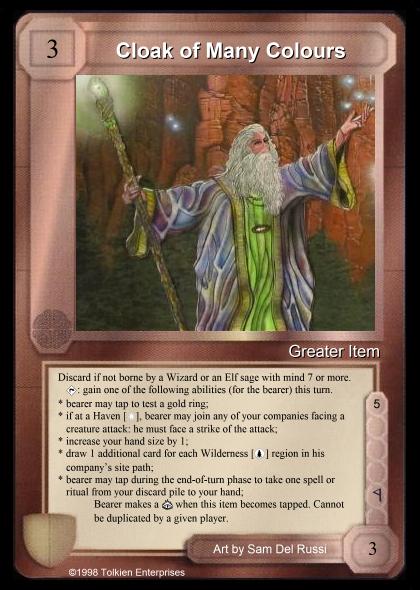 3
Cloak of Many Colours
Greater Item
Discard if not borne by a Wizard or an Elf sage with mind 7 or more.
: gain one of the following abilities (for the bearer) this turn.
* bearer may tap to test a gold ring;
* if at a Haven [ ], bearer may join any of your companies facing a
creature attack: he must face a strike of the attack;
* increase your hand size by 1;
* draw 1 additional card for each Wilderness [ ] region in his
company's site path;
* bearer may tap during the end-of-turn phase to take one spell or
ritual from your discard pile to your hand;
Bearer makes a when this item becomes tapped. Cannot
be duplicated by a given player.
5
Art by Sam Del Russi
3
©1998 Tolkien Enterprises